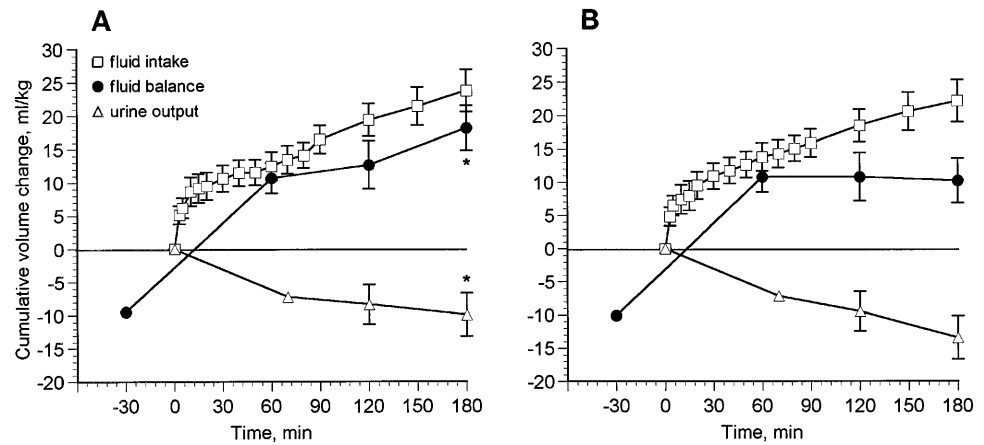 A
B
Cumulative volume change, ml/kg
30
25
20
15
10
5
0
-5
-10
-15
-20
fluid intake
fluid balance
urine output
*
*
-30 0 30 60 90 120 150 180
Time, min
30
25
20
15
10
5
0
-5
-10
-15
-20
-30 0 30 60 90 120 150 180
Time, min